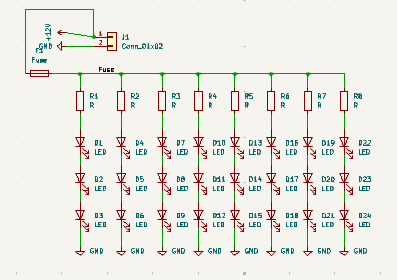 +12V
J1
1
Conn_01x02
GND
2
F1
Fuse
Fuse
R1 R2 R3 R4 R5 R6 R7 R8
R R R R R R R R
D1 D4 D7 D10 D13 D16 D19 D22
LED LED LED LED LED LED LED LED
D2 D5 D8 D11 D14 D17 D20 D23
LED LED LED LED LED LED LED LED
D3 D6 D9 D12 D15 D18 D21 D24
LED LED LED LED LED LED LED LED
GND GND GND GND GND GND GND GND